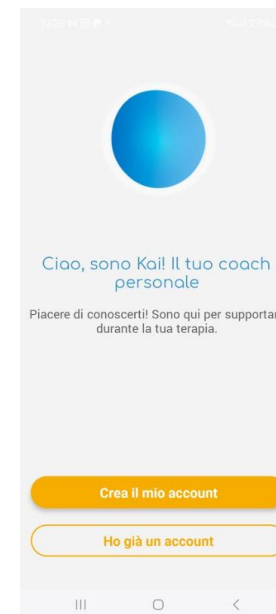 Ciao, sono Kai! Il tuo coach
personale
Piacere di conoscerti! Sono qui per supportar
durante la tua terapia.
Crea il mio account
Ho già un account